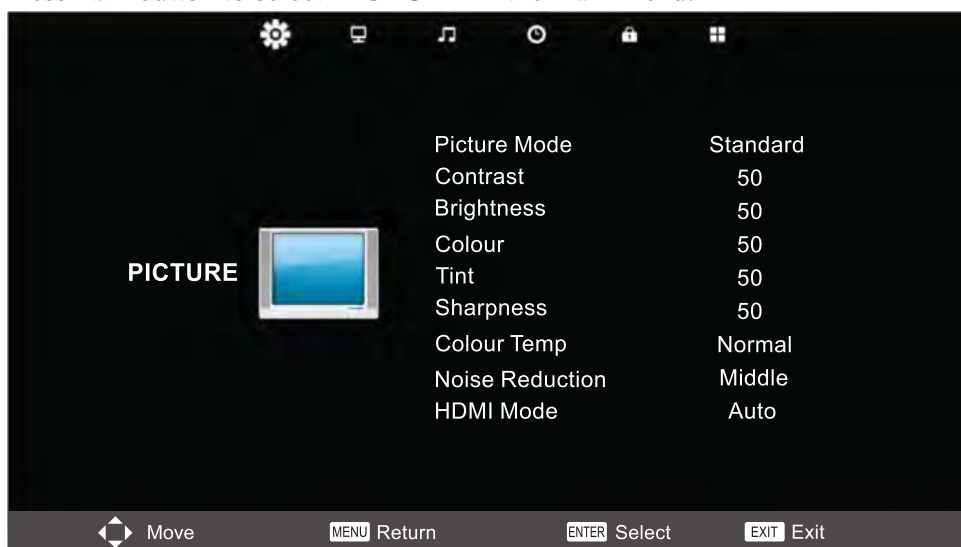 Picture Mode Standard
Contrast 50
Brightness 50
Colour 50
PICTURE
Tint 50
Sharpness 50
Colour Temp Normal
Noise Reduction Middle
HDMI Mode Auto
Move MENU Return ENTER Select EXIT Exit